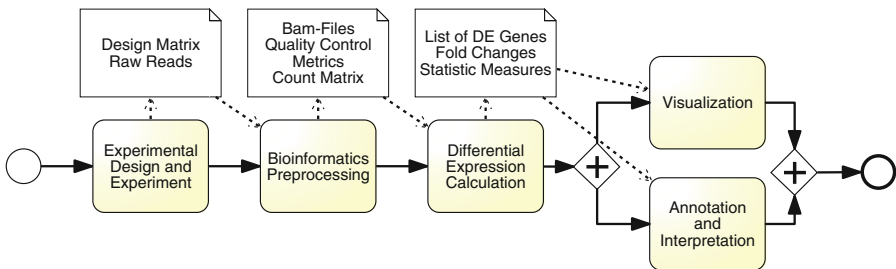 Design Matrix
Raw Reads
Bam-Files
Quality Control
Metrics
Count Matrix
List of DE Genes
Fold Changes
Statistic Measures
Experimental
Design and
Experiment
Bioinformatics
Preprocessing
Differential
Expression
Calculation
Visualization
Annotation
and
Interpretation